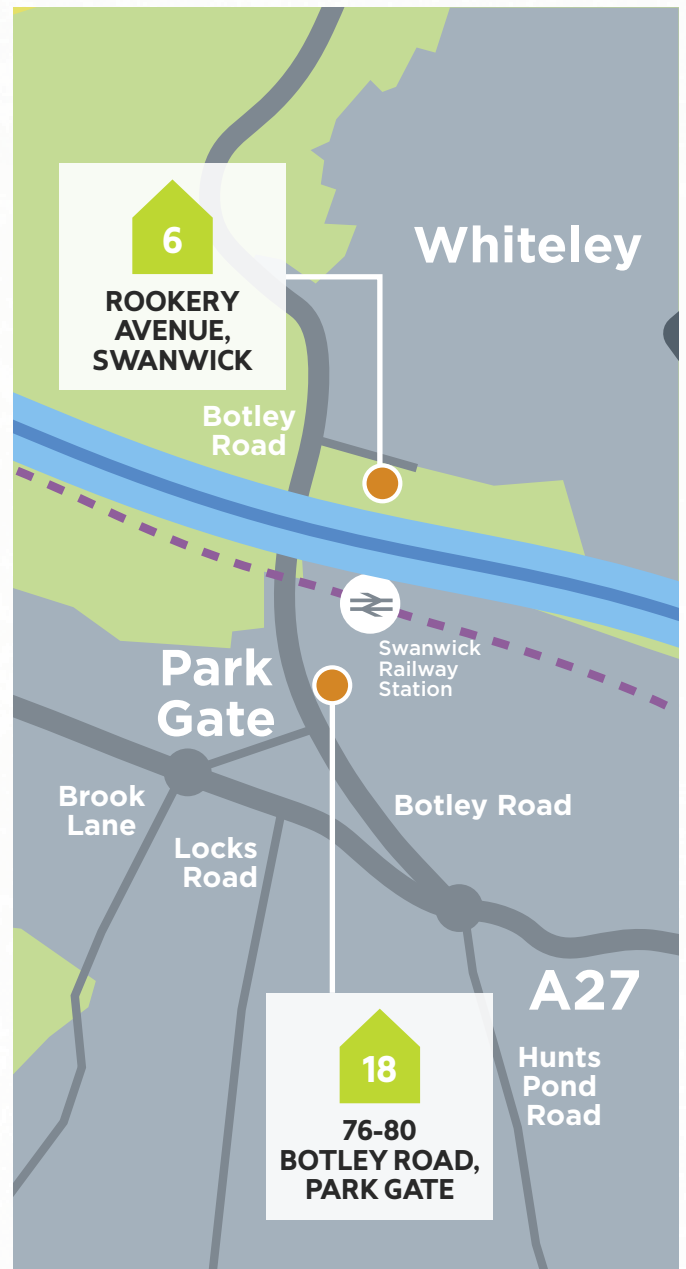 Whiteley
6
ROOKERY
AVENUE,
SWANWICK
Botley
Road
Swanwick
Railway
Station
Park
Gate
Brook
Lane
Botley Road
Locks
Road
A27
18
76-80
BOTLEY ROAD,
PARK GATE
Hunts
Pond
Road